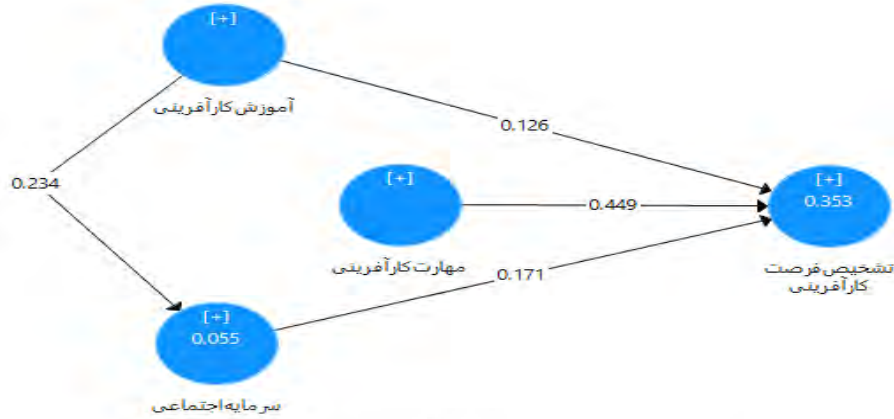 [+]
آموزش کارآفرینی
0.126
0.234
[+]
مهارت کارآفرینی
0.449
[+]
0.353
تشخیص فرصت
کارآفرینی
0.171
[+]
0.055
سرمایه اجتماعی